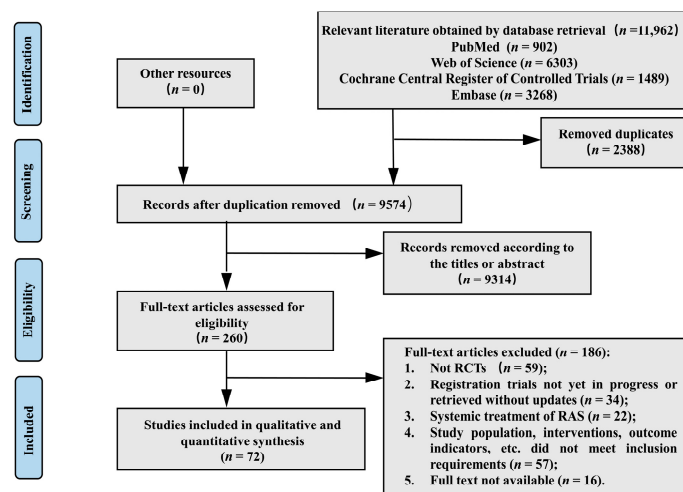 Identification
Screening
Eligibility
Included
Other resources
(n = 0)
Relevant literature obtained by database retrieval (n =11,962)
PubMed (n = 902)
Web of Science (n = 6303)
Cochrane Central Register of Controlled Trials (n = 1489)
Embase (n = 3268)
Removed duplicates
(n = 2388)
Records after duplication removed (n = 9574)
Records removed according to
the titles or abstract
(n = 9314)
Full-text articles assessed for
eligibility
(n = 260)
Full-text articles excluded (n = 186):
1. Not RCTs (n = 59);
2. Registration trials not yet in progress or
retrieved without updates (n = 34);
3. Systemic treatment of RAS (n = 22);
4. Study population, interventions, outcome
indicators, etc. did not meet inclusion
requirements (n = 57);
5. Full text not available (n = 16).
Studies included in qualitative and
quantitative synthesis
(n = 72)